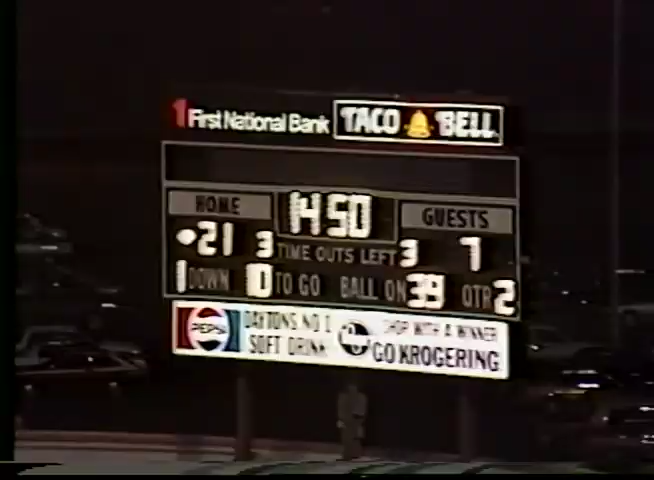 1 First National Bank TACO BELL
HOME 14 50 GUESTS
21 3 TIME OUTS LEFT 3 7
1 DOWN 10 TO GO BALL ON 39 QTR 2
PEPSI DAYTONS NO 1 SOFT DRINK
SHOP WITH A WINNER
GO KROGERING